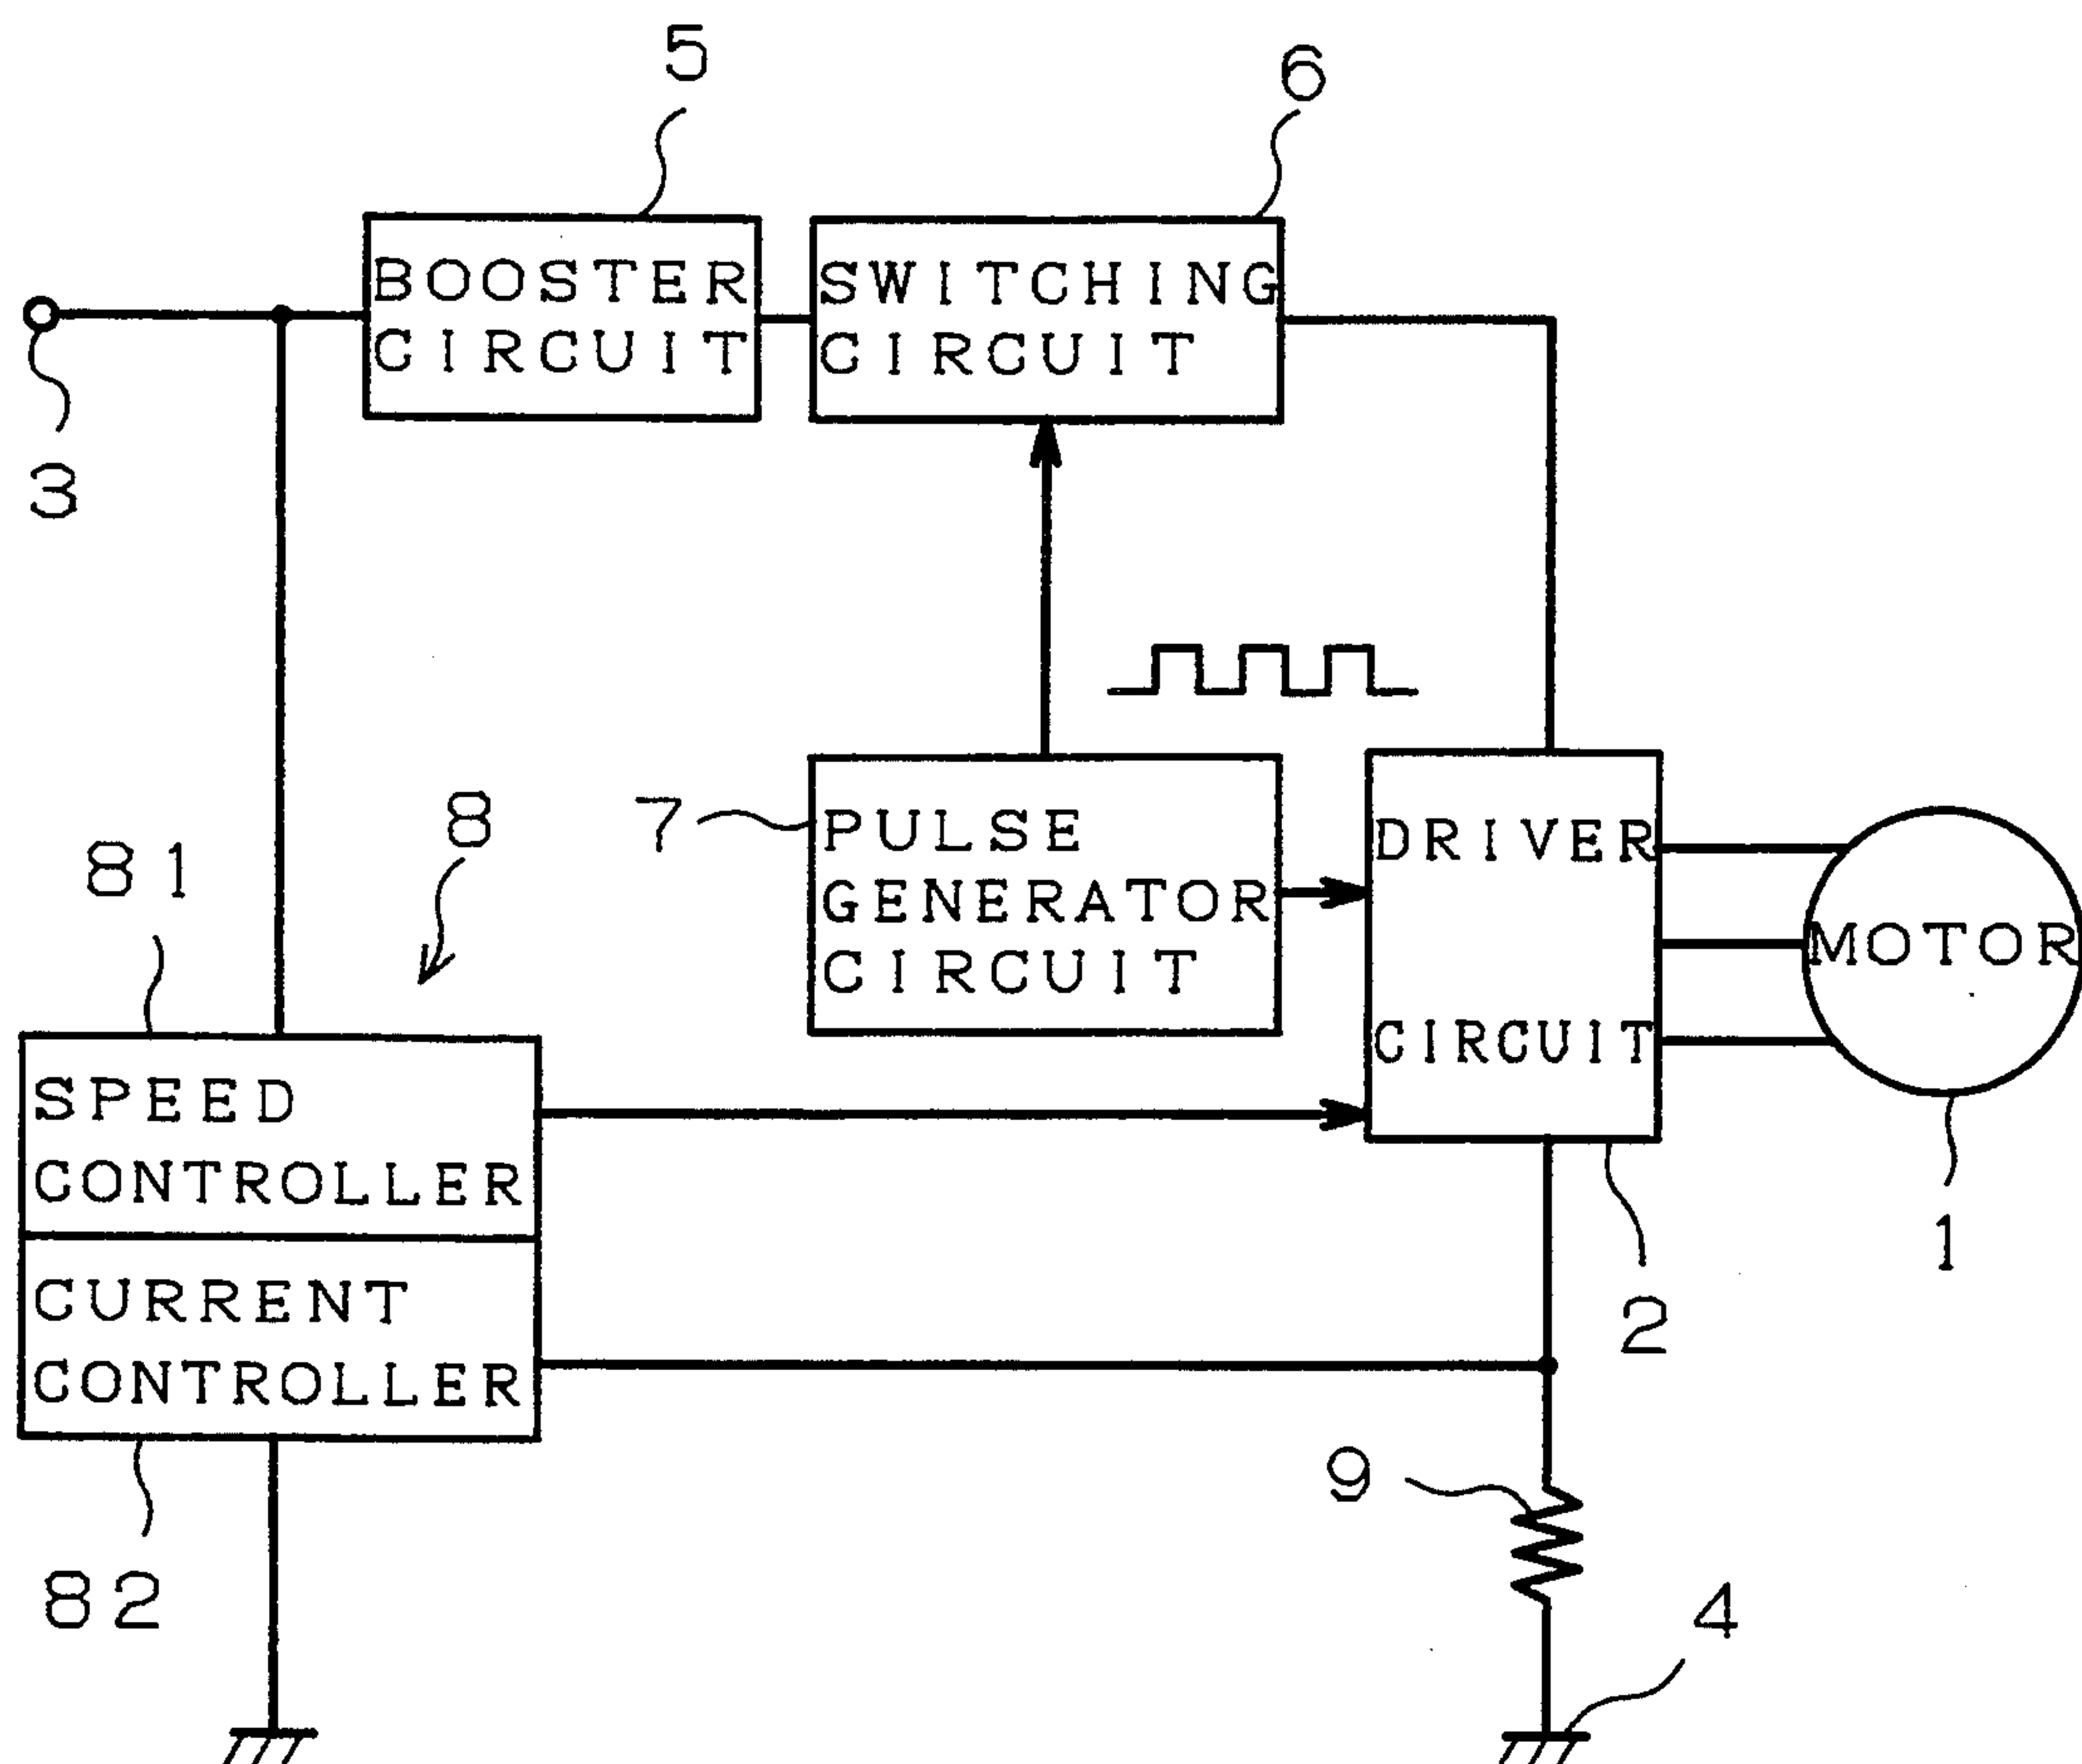 5
6
BOOSTER
CIRCUIT
SWITCHING
CIRCUIT
3
7
PULSE
GENERATOR
CIRCUIT
DRIVER
CIRCUIT
MOTOR
8
81
SPEED
CONTROLLER
CURRENT
CONTROLLER
1
2
9
82
4